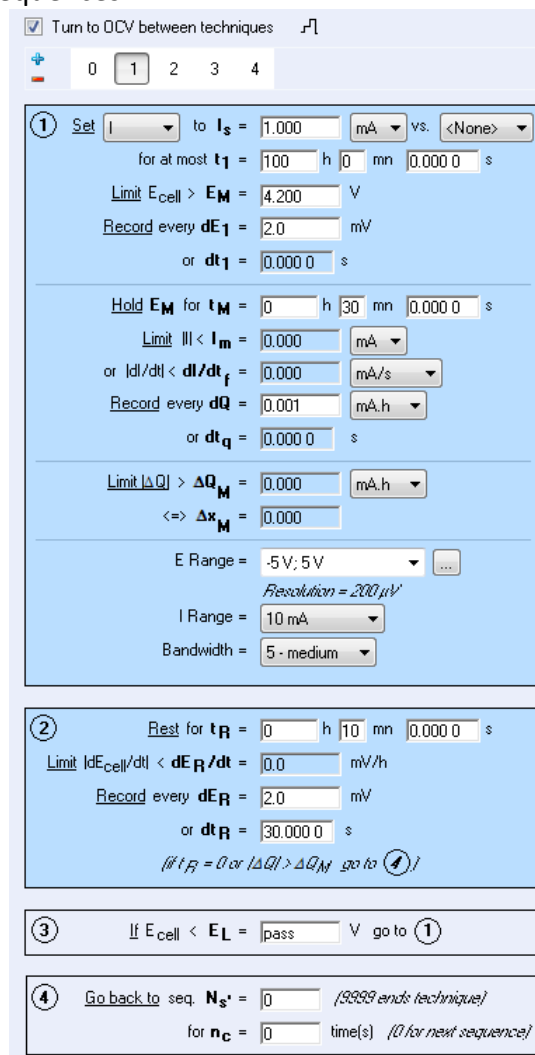 Turn to OCV between techniques
0 1 2 3 4
1 Set I to Is = 1.000 mA vs. <None>
for at most t1 = 100 h 0 mn 0.000 0 s
Limit Ecell > EM = 4.200 V
Record every dE1 = 2.0 mV
or dt1 = 0.000 0 s
Hold EM for tM = 0 h 30 mn 0.000 0 s
Limit |I| < Im = 0.000 mA
or |dI/dt| < dI/dtf = 0.000 mA/s
Record every dQ = 0.001 mA.h
or dtq = 0.000 0 s
Limit |ΔQ| > ΔQM = 0.000 mA.h
<=> ΔxM = 0.000
E Range = -5 V; 5 V ...
Resolution = 200 µV
I Range = 10 mA
Bandwidth = 5 - medium
2 Rest for tR = 0 h 10 mn 0.000 0 s
Limit |dEcell/dt| < dER/dt = 0.0 mV/h
Record every dER = 2.0 mV
or dtR = 30.000 0 s
(if tR = 0 or |ΔQ| > ΔQM go to 4)
3 If Ecell < EL = pass V go to 1
4 Go back to seq. Ns' = 0 (9999 ends technique)
for nc = 0 time(s) (0 for next sequence)